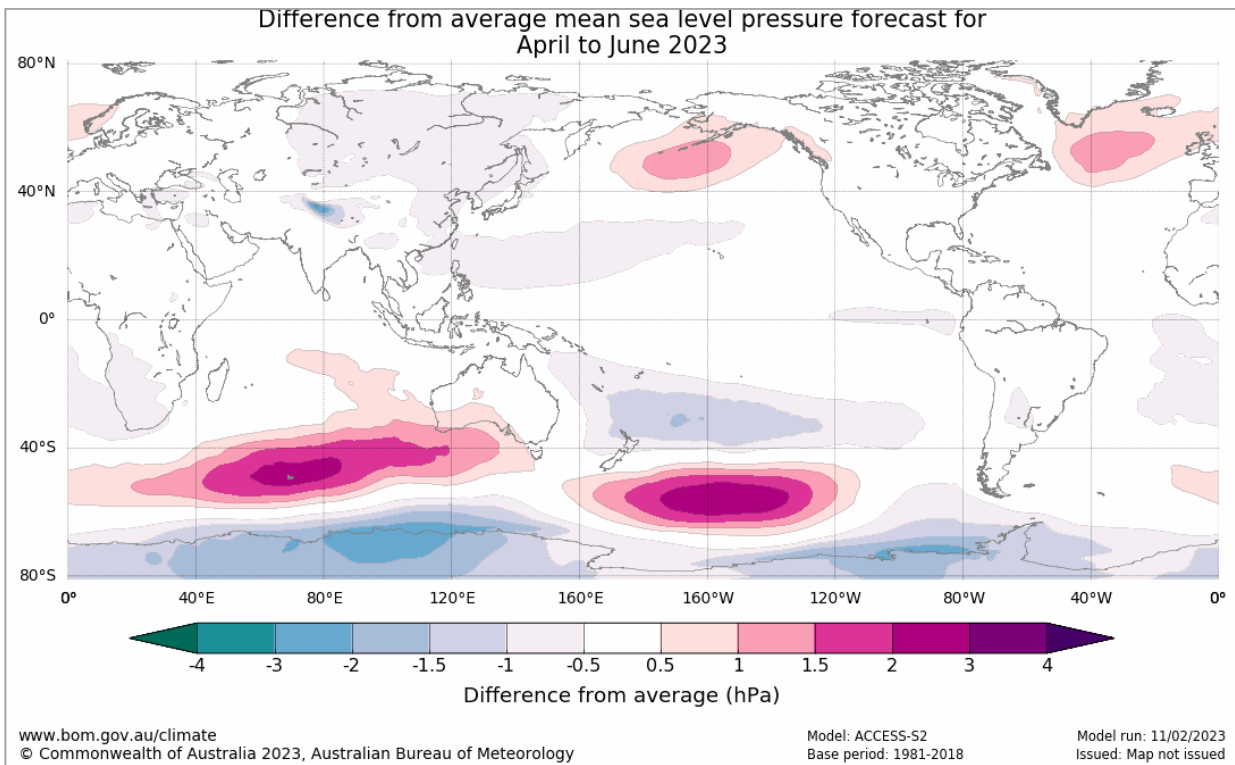 Difference from average mean sea level pressure forecast for
April to June 2023
80°N
40°N
0°
40°S
80°S
0° 40°E 80°E 120°E 160°E 160°W 120°W 80°W 40°W 0°
-4 -3 -2 -1.5 -1 -0.5 0.5 1 1.5 2 3 4
Difference from average (hPa)
www.bom.gov.au/climate
© Commonwealth of Australia 2023, Australian Bureau of Meteorology
Model: ACCESS-S2
Base period: 1981-2018
Model run: 11/02/2023
Issued: Map not issued